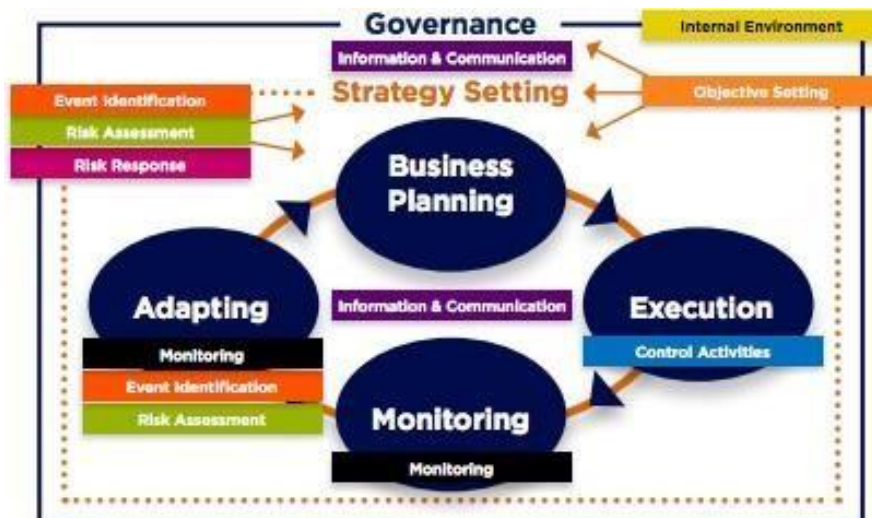 Governance
Internal Environment
Information & Communication
Strategy Setting
Objective Setting
Event Identification
Risk Assessment
Risk Response
Business
Planning
Adapting
Information & Communication
Execution
Monitoring
Control Activities
Event Identification
Risk Assessment
Monitoring
Monitoring